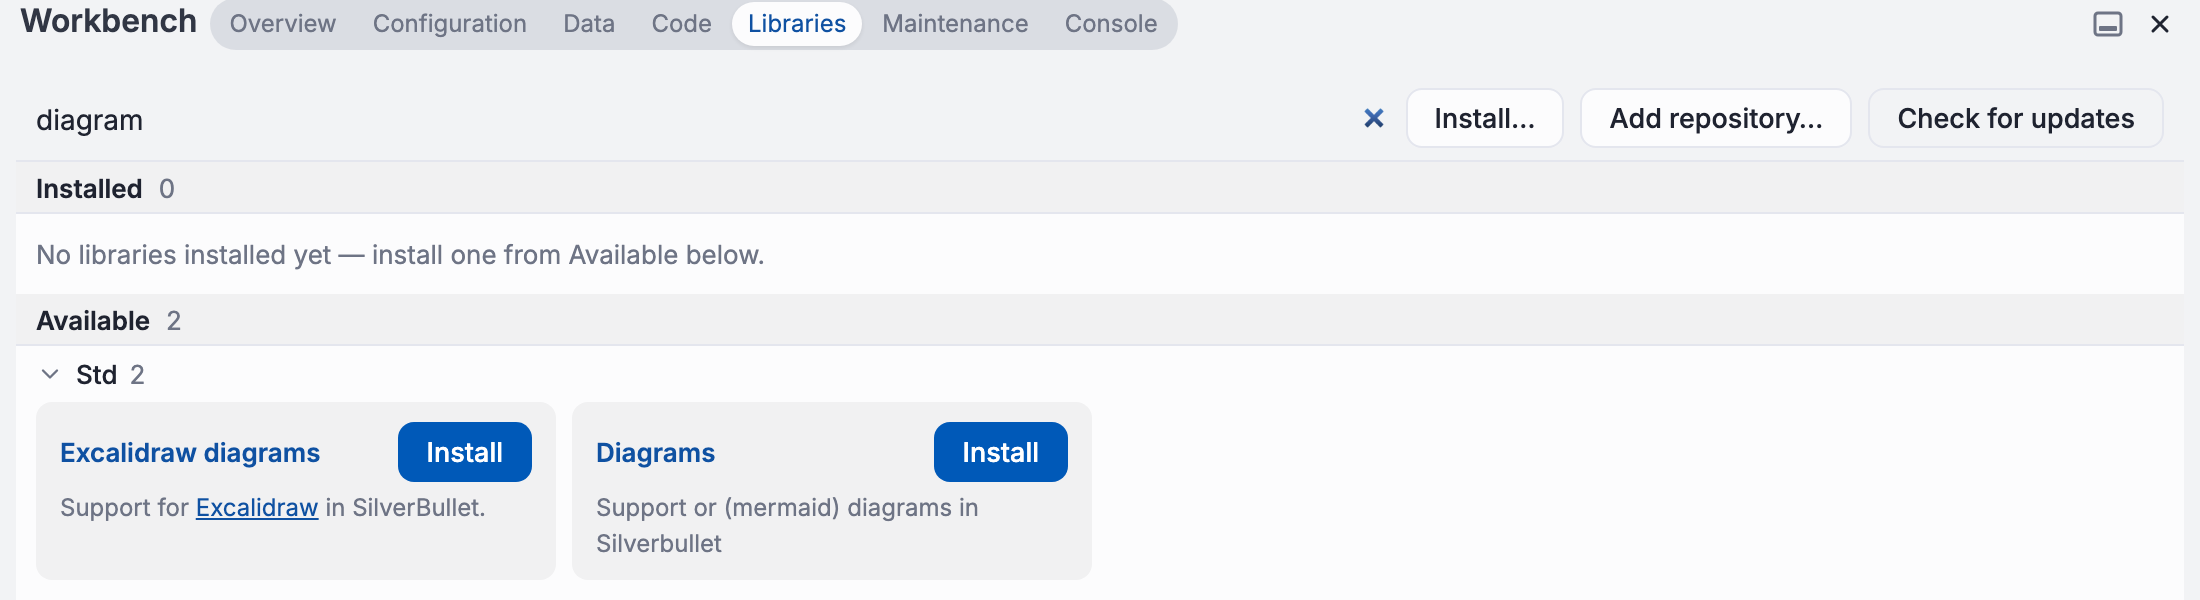 Workbench Overview Configuration Data Code Libraries Maintenance Console
diagram Install... Add repository... Check for updates
Installed 0
No libraries installed yet — install one from Available below.
Available 2
Std 2
Excalidraw diagrams Install
Support for Excalidraw in SilverBullet.
Diagrams Install
Support or (mermaid) diagrams in
Silverbullet